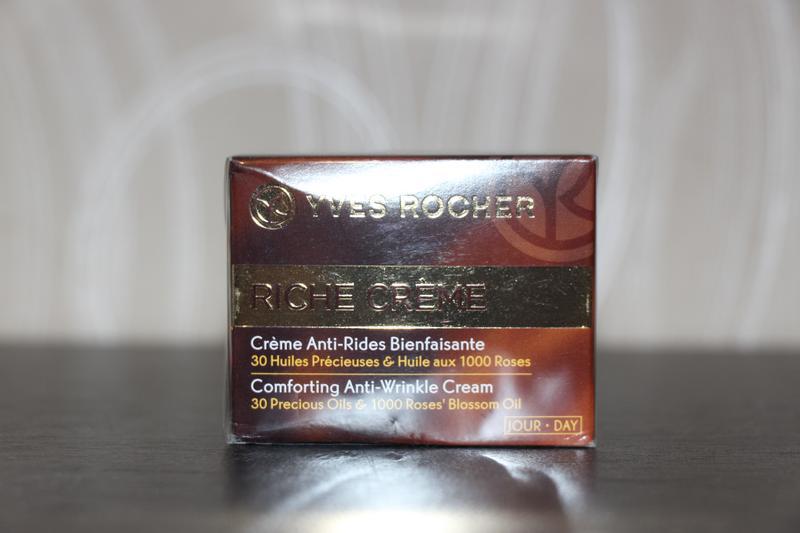 YVES ROCHER
RICHE CRÈME
Crème Anti-Rides Bienfaisante
30 Huiles Précieuses & Huile aux 1000 Roses
Comforting Anti-Wrinkle Cream
30 Precious Oils & 1000 Roses' Blossom Oil
JOUR • DAY